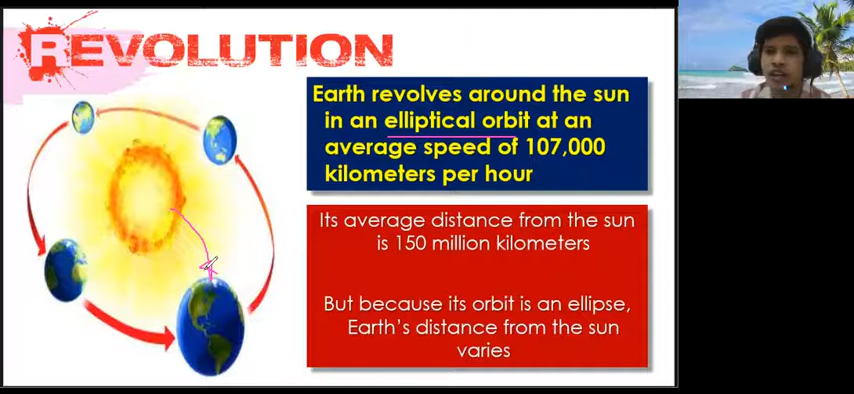 REVOLUTION
Earth revolves around the sun
in an elliptical orbit at an
average speed of 107,000
kilometers per hour
Its average distance from the sun
is 150 million kilometers
But because its orbit is an ellipse,
Earth's distance from the sun
varies